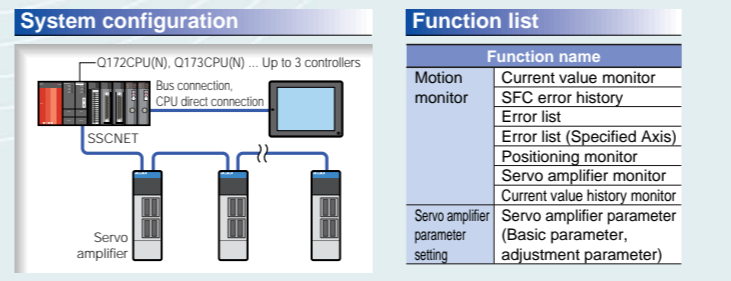 System configuration
Q172CPU(N), Q173CPU(N) ... Up to 3 controllers
Bus connection,
CPU direct connection
SSCNET
Servo
amplifier
Function list
Function name
Motion
monitor
Current value monitor
SFC error history
Error list
Error list (Specified Axis)
Positioning monitor
Servo amplifier monitor
Current value history monitor
Servo amplifier
parameter
setting
Servo amplifier parameter
(Basic parameter,
adjustment parameter)